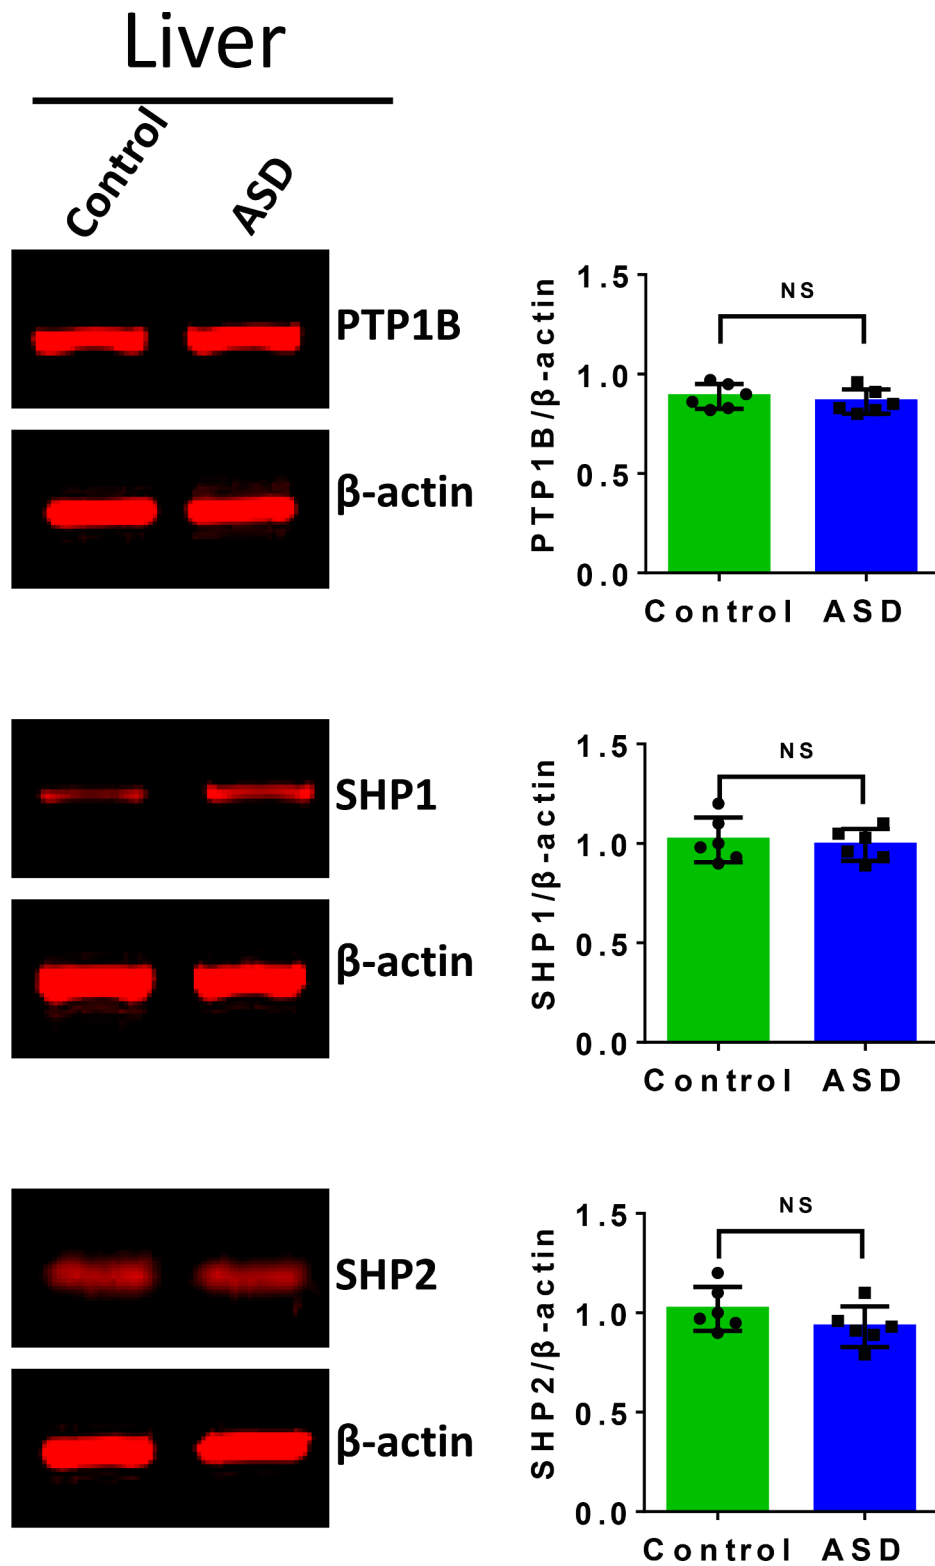 Liver
Control
ASD
PTP1B
β-actin
PTP1B/β-actin
1.5
1.0
0.5
0.0
NS
Control ASD
SHP1
β-actin
SHP1/β-actin
1.5
1.0
0.5
0.0
NS
Control ASD
SHP2
β-actin
SHP2/β-actin
1.5
1.0
0.5
0.0
NS
Control ASD